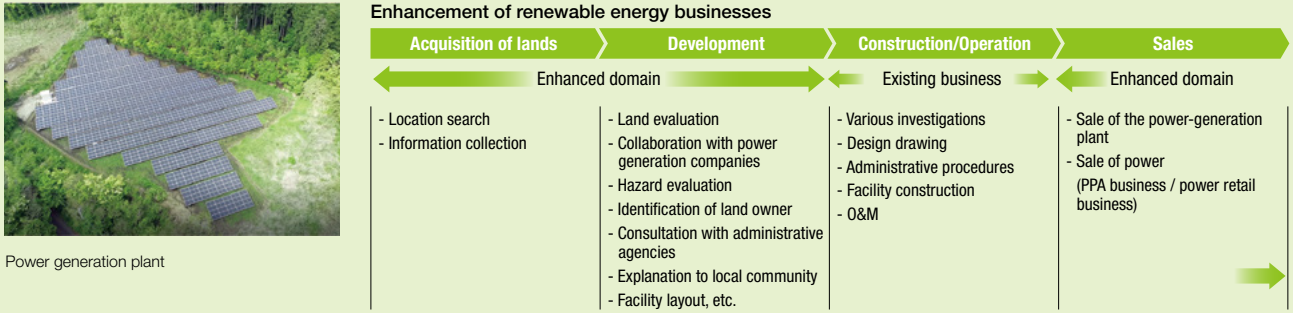 Enhancement of renewable energy businesses
Acquisition of lands
Development
Construction/Operation
Sales
Enhanced domain
Existing business
Enhanced domain
- Location search
- Information collection
- Land evaluation
- Collaboration with power
generation companies
- Hazard evaluation
- Identification of land owner
- Consultation with administrative
agencies
- Explanation to local community
- Facility layout, etc.
- Various investigations
- Design drawing
- Administrative procedures
- Facility construction
- O&M
- Sale of the power-generation
plant
- Sale of power
(PPA business / power retail
business)
Power generation plant